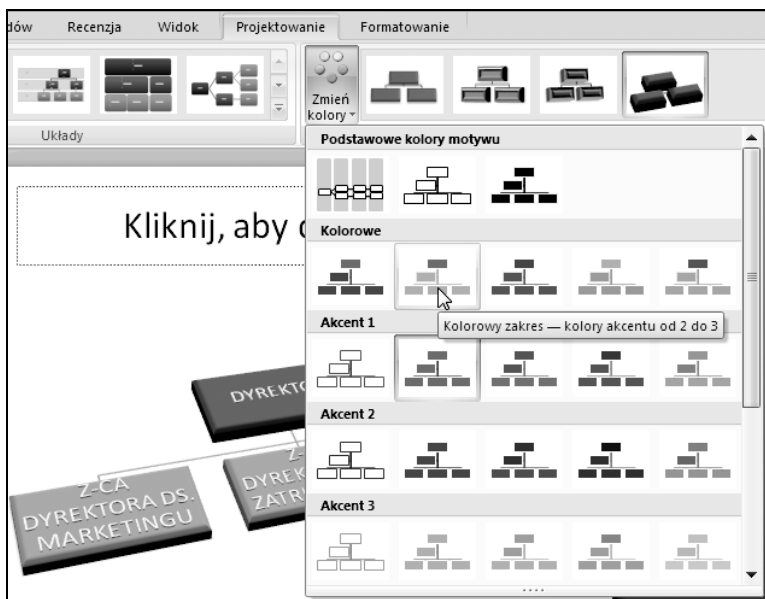 dów Recenzja Widok Projektowanie Formatowanie
Zmień
kolory
Układy
Podstawowe kolory motywu
Kliknij, aby
Kolorowe
Kolorowy zakres — kolory akcentu od 2 do 3
Akcent 1
DYREKTO
Akcent 2
Z-CA
DYREKTORA DS.
MARKETINGU
Z-
DYREK
ZATR
Akcent 3